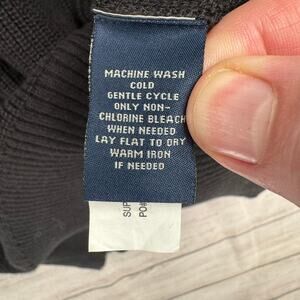 MACHINE WASH
COLD
GENTLE CYCLE
ONLY NON-
CHLORINE BLEACH
WHEN NEEDED
LAY FLAT TO DRY
WARM IRON
IF NEEDED